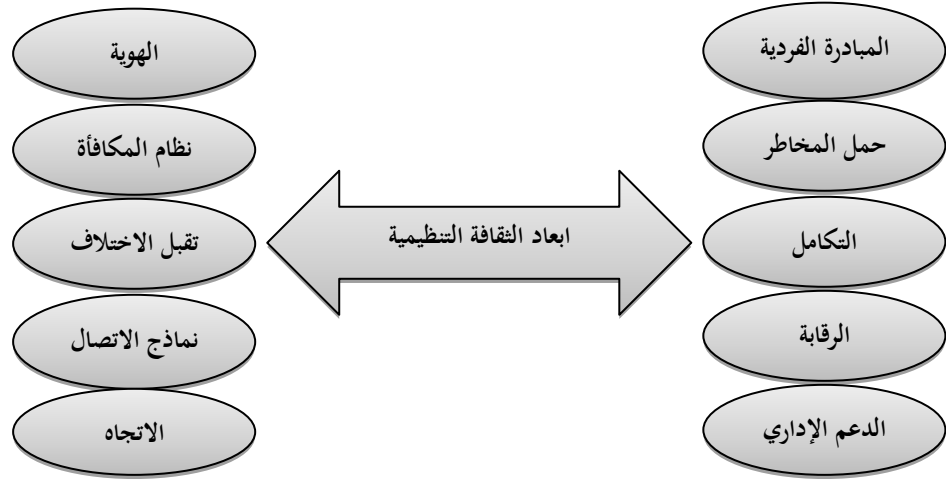 المبادرة الفردية
حمل المخاطر
التكامل
الرقابة
الدعم الإداري
ابعاد الثقافة التنظيمية
الهوية
نظام المكافأة
تقبل الاختلاف
نماذج الاتصال
الاتجاه